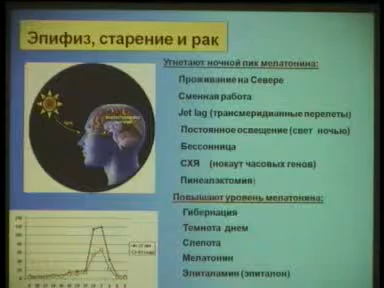 Эпифиз, старение и рак
Угнетают ночной пик мелатонина:
Проживание на Севере
Сменная работа
Jet lag (трансмеридианные перелеты)
Постоянное освещение (свет ночью)
Бессонница
СХЯ (нокаут часовых генов)
Пинеалэктомия)
Повышают уровень мелатонина:
Гибернация
Темнота днем
Слепота
Мелатонин
Эпиталамин (эпиталон)